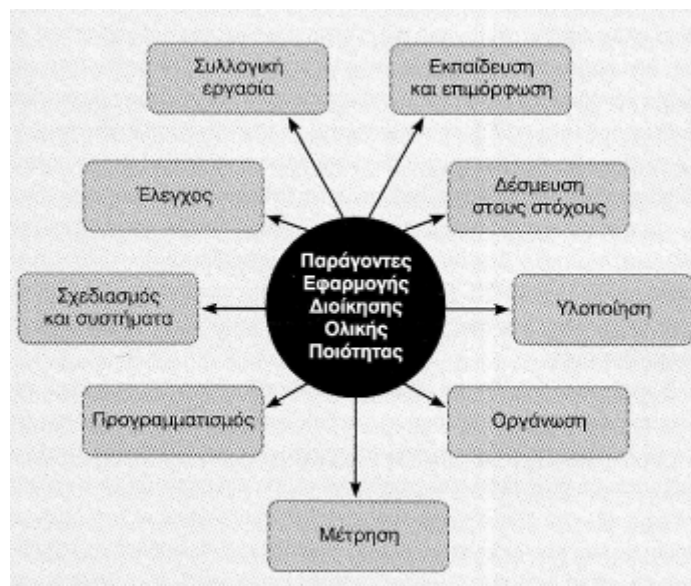 Συλλογική
εργασία
Εκπαίδευση
και επιμόρφωση
Έλεγχος
Δέσμευση
στους στόχους
Παράγοντες
Εφαρμογής
Διοίκησης
Ολικής
Ποιότητας
Σχεδιασμός
και συστήματα
Υλοποίηση
Προγραμματισμός
Οργάνωση
Μέτρηση